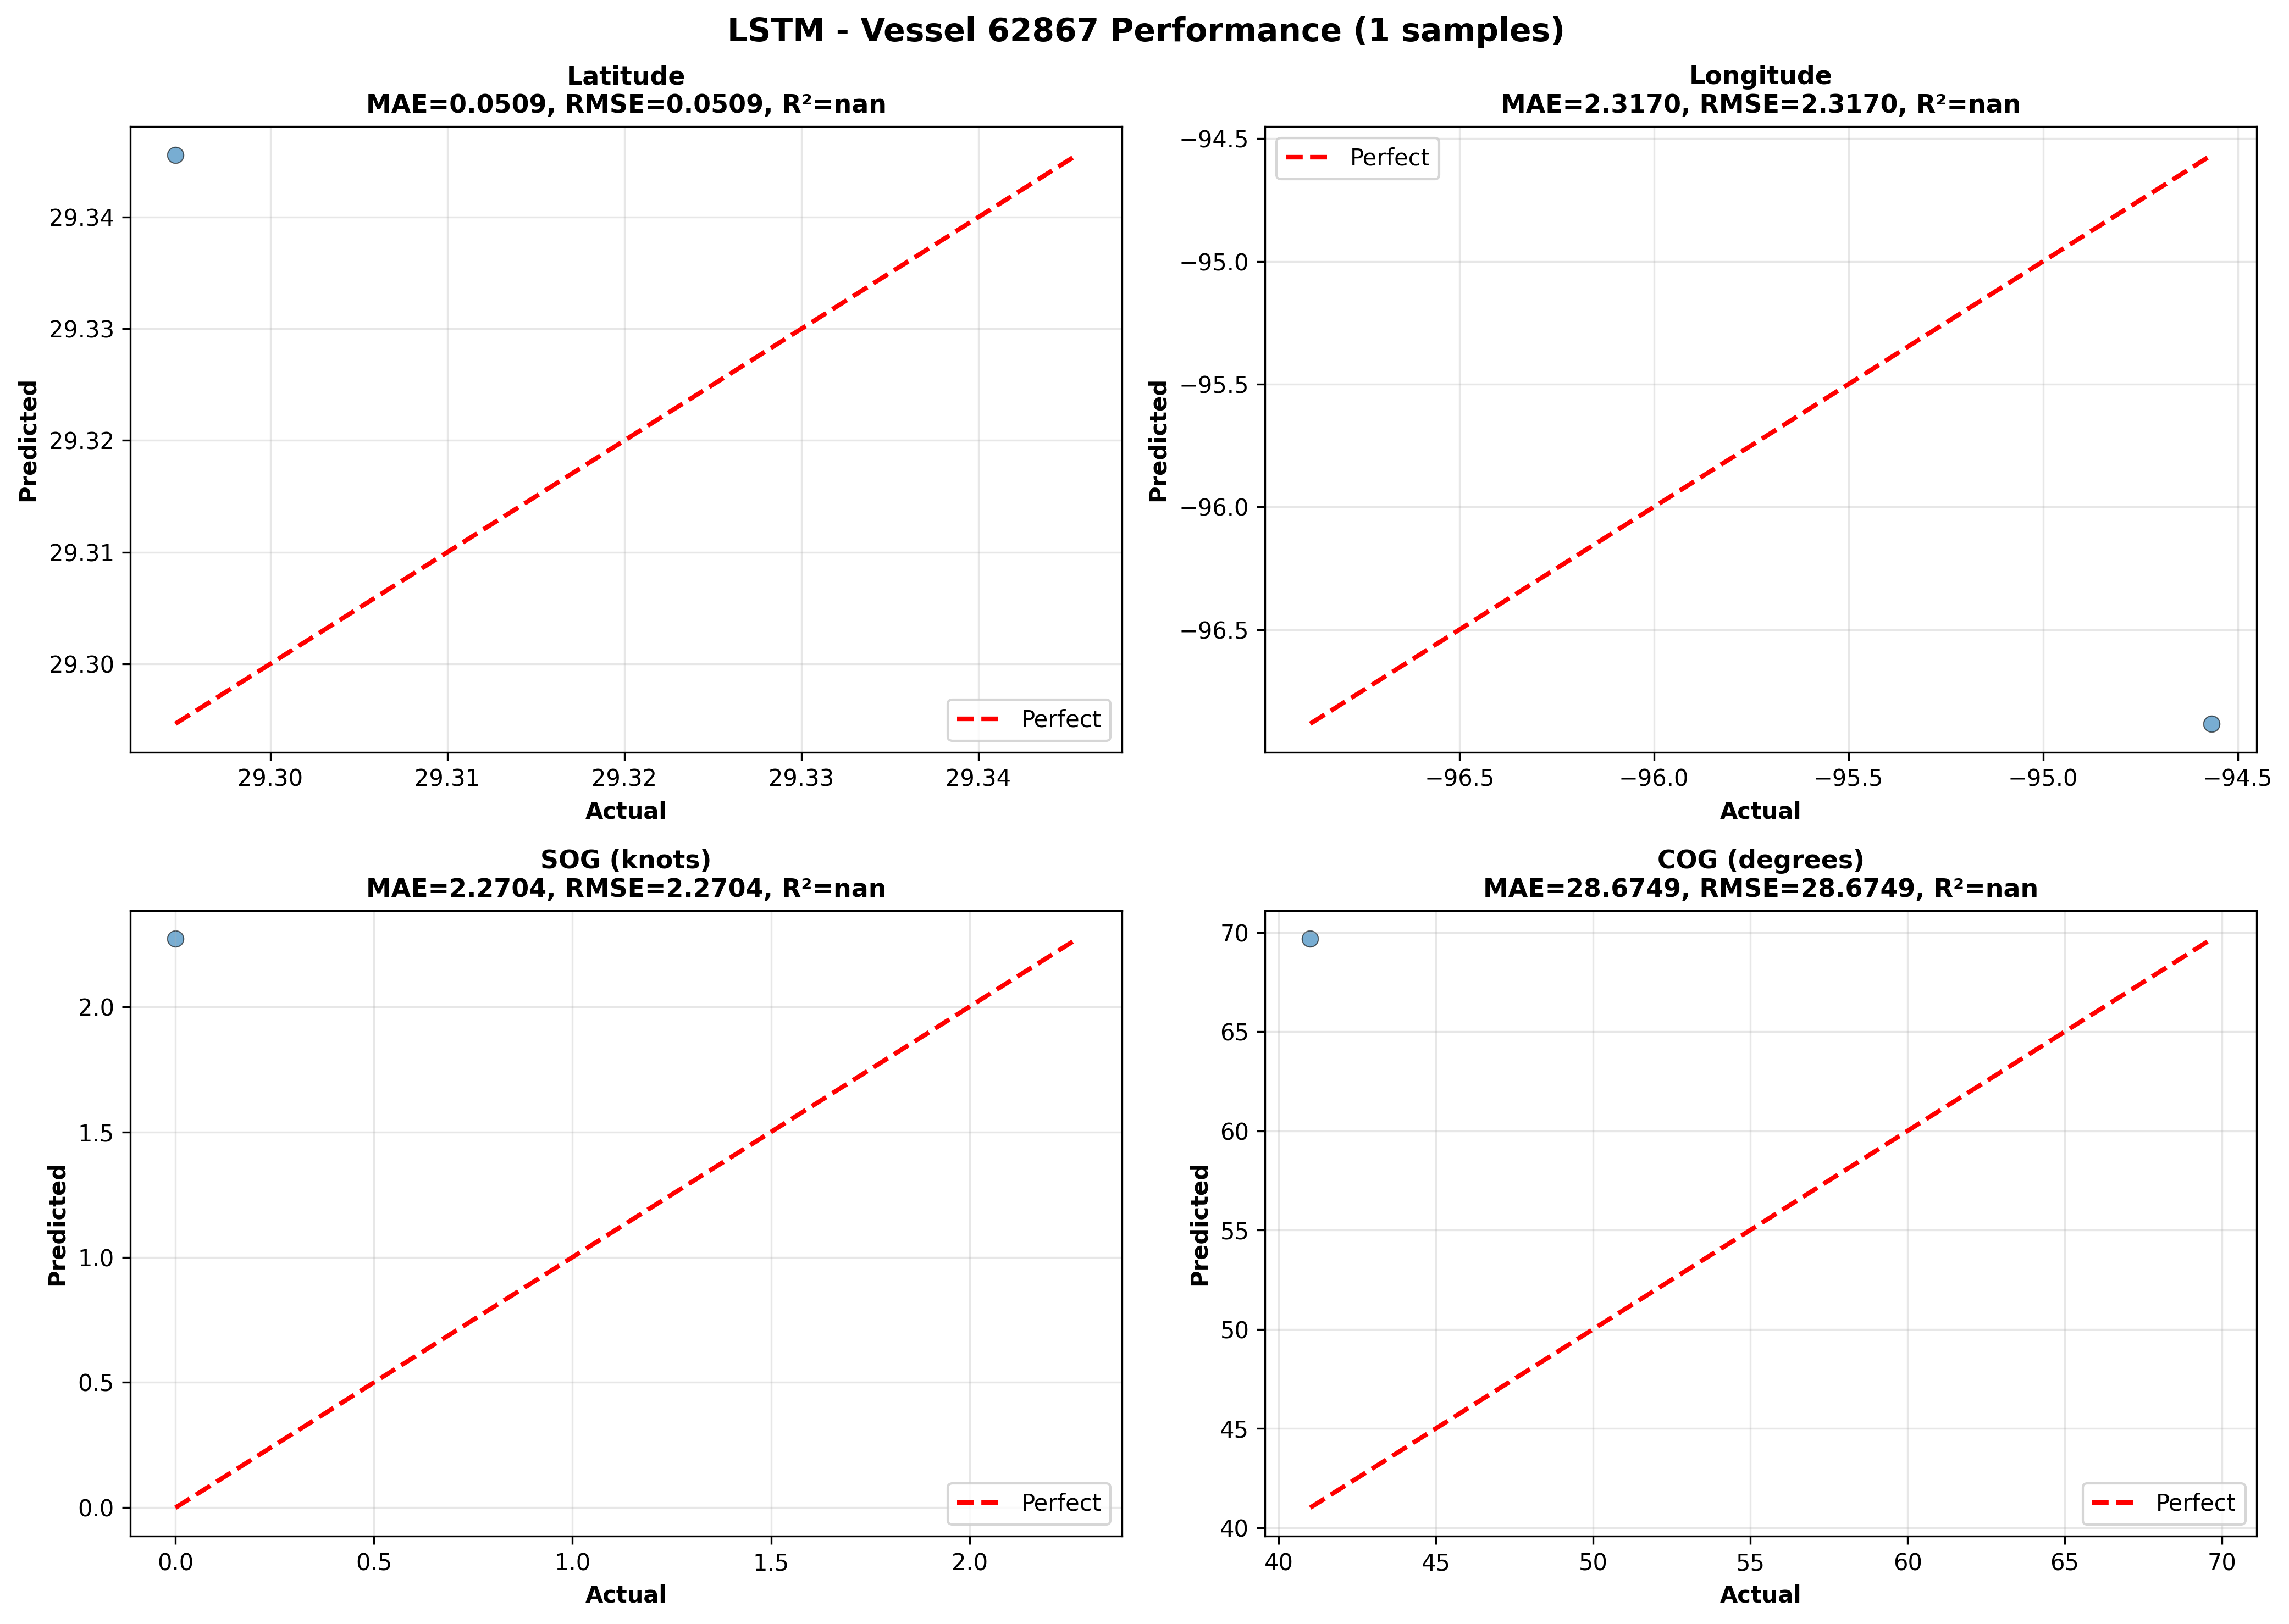 LSTM - Vessel 62867 Performance (1 samples)
Latitude
MAE=0.0509, RMSE=0.0509, R²=nan
29.34
29.33
29.32
29.31
29.30
Predicted
Perfect
29.30 29.31 29.32 29.33 29.34
Actual
Longitude
MAE=2.3170, RMSE=2.3170, R²=nan
Perfect
−94.5
−95.0
−95.5
−96.0
−96.5
Predicted
−96.5 −96.0 −95.5 −95.0 −94.5
Actual
SOG (knots)
MAE=2.2704, RMSE=2.2704, R²=nan
2.0
1.5
1.0
0.5
0.0
Predicted
Perfect
0.0 0.5 1.0 1.5 2.0
Actual
COG (degrees)
MAE=28.6749, RMSE=28.6749, R²=nan
70
65
60
55
50
45
40
Predicted
Perfect
40 45 50 55 60 65 70
Actual